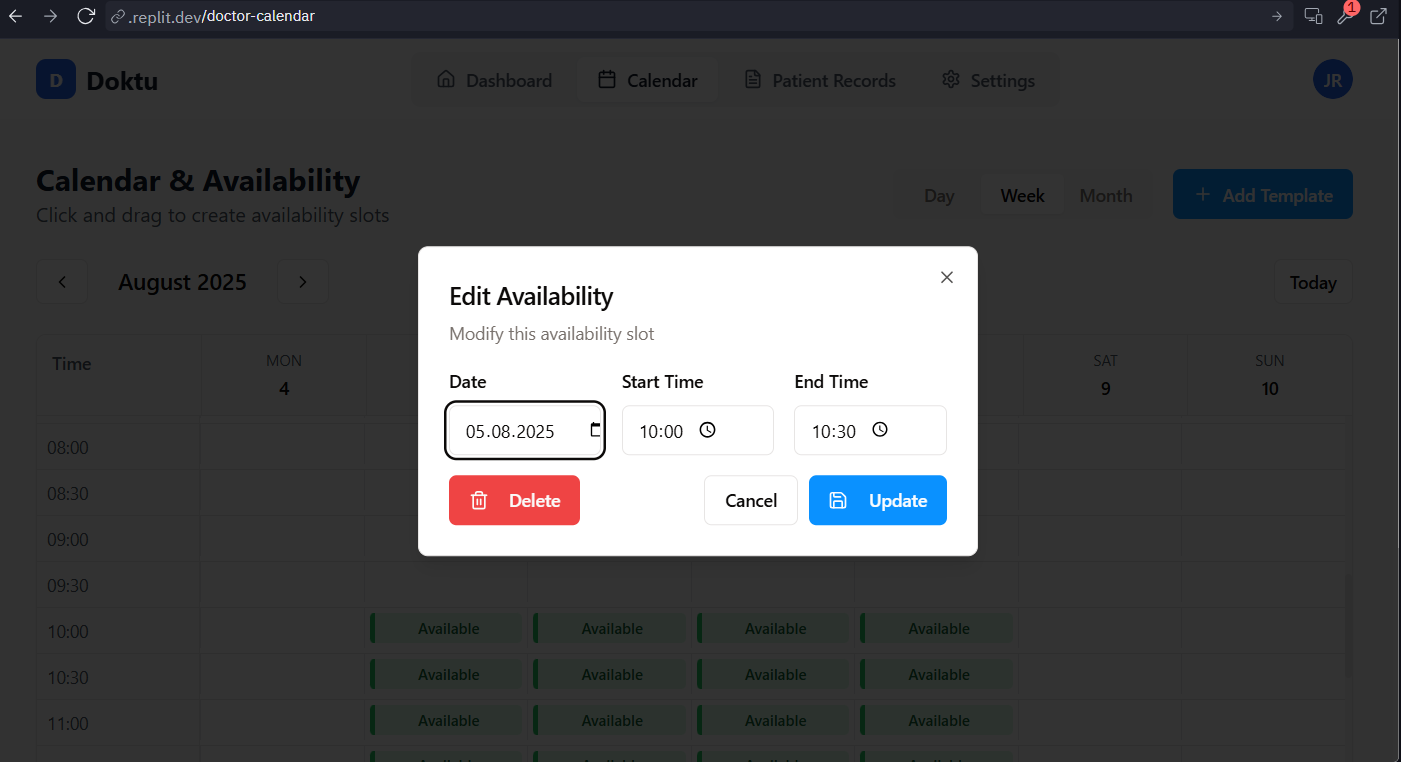 .replit.dev/doctor-calendar
1
D Doktu
Dashboard Calendar Patient Records Settings
JR
Calendar & Availability
Click and drag to create availability slots
Day Week Month
+ Add Template
August 2025
Today
Edit Availability
Modify this availability slot
Date Start Time End Time
05.08.2025 10:00 10:30
Delete Cancel Update
Time MON SAT SUN
4 9 10
08:00
08:30
09:00
09:30
10:00 Available Available Available Available
10:30 Available Available Available Available
11:00 Available Available Available Available